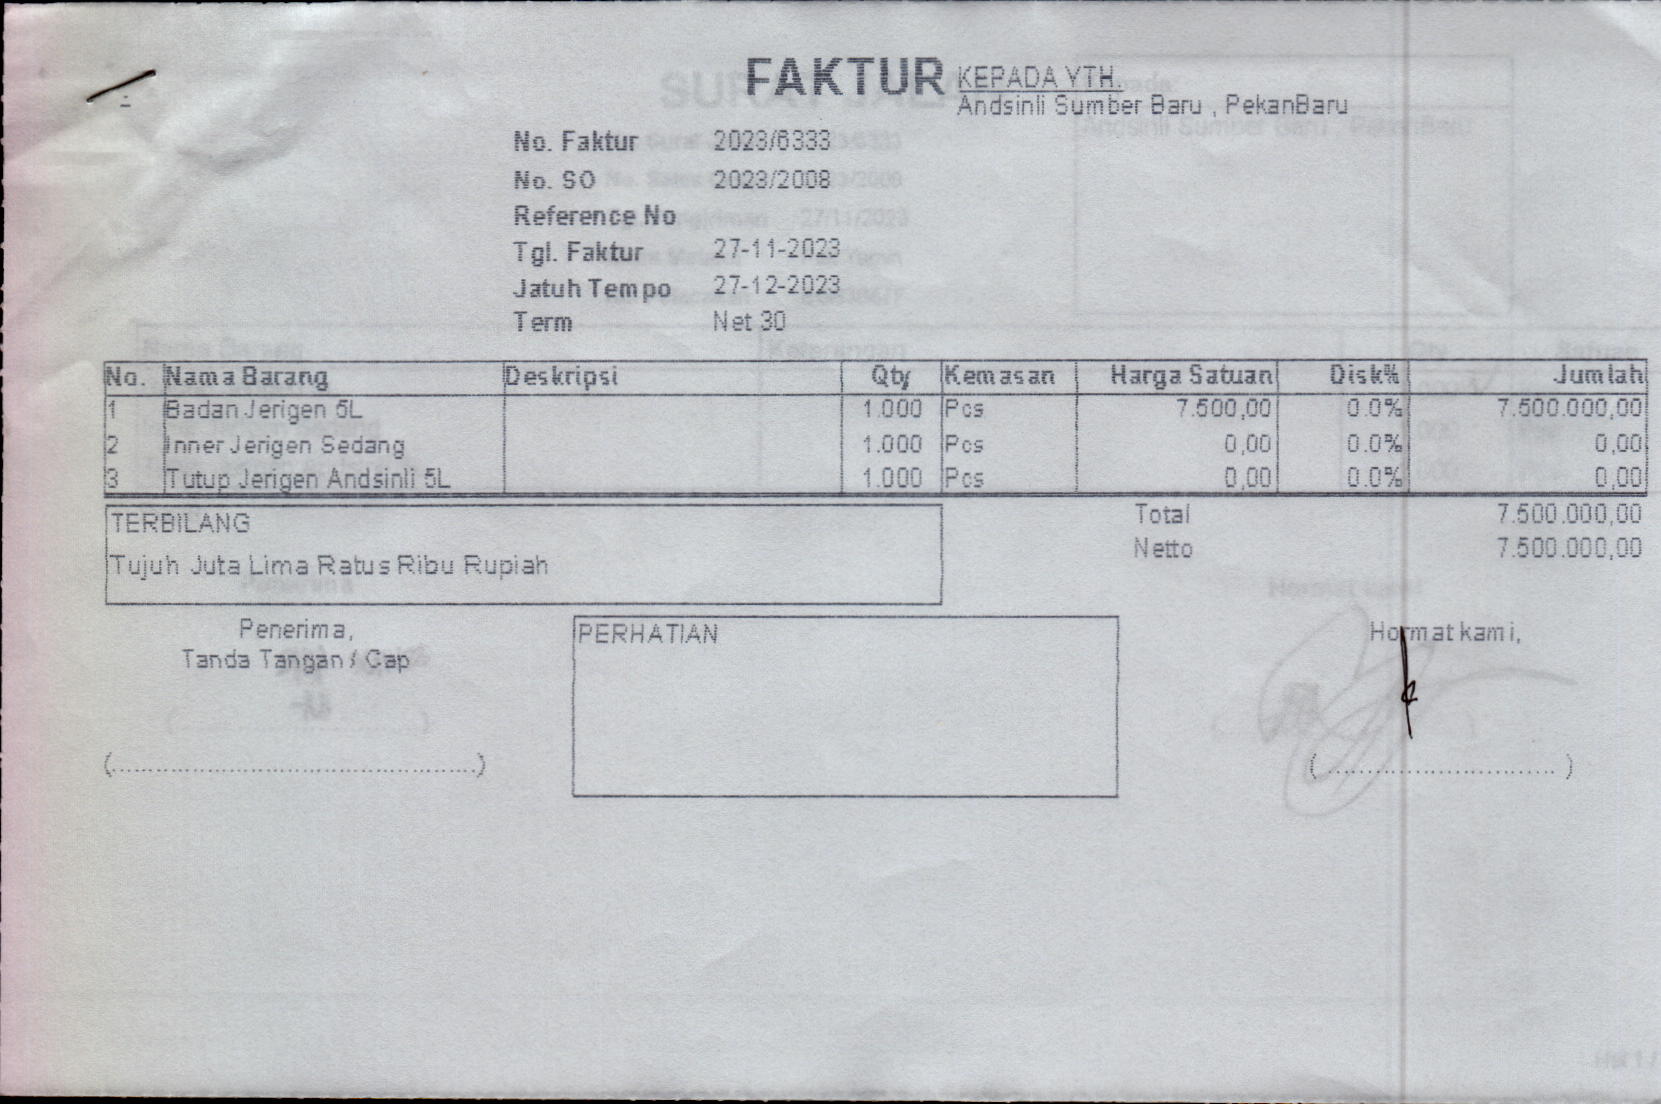 FAKTUR
KEPADA YTH.
Andsinli Sumber Baru , PekanBaru
No. Faktur 2023/6333
No. SO 2023/2008
Reference No
Tgl. Faktur 27-11-2023
Jatuh Tempo 27-12-2023
Term Net 30
No. Nama Barang Deskripsi Qty Kemasan Harga Satuan Disk% Jumlah
1 Badan Jerigen 5L 1.000 Pcs 7.500,00 0.0% 7.500.000,00
2 Inner Jerigen Sedang 1.000 Pcs 0,00 0.0% 0,00
3 Tutup Jerigen Andsinli 5L 1.000 Pcs 0,00 0.0% 0,00
Total 7.500.000,00
Netto 7.500.000,00
TERBILANG
Tujuh Juta Lima Ratus Ribu Rupiah
Penerima,
Tanda Tangan / Cap
(..............................................)
PERHATIAN
Hormat kami,
( ............................. )